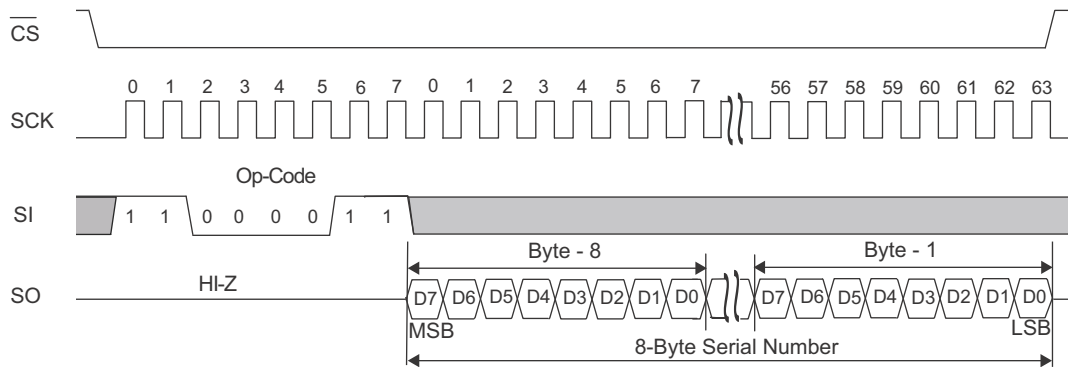 CS
0 1 2 3 4 5 6 7 0 1 2 3 4 5 6 7 56 57 58 59 60 61 62 63
SCK
Op-Code
SI
1 1 0 0 0 0 1 1
Byte - 8 Byte - 1
HI-Z
SO
D7 D6 D5 D4 D3 D2 D1 D0 D7 D6 D5 D4 D3 D2 D1 D0
MSB LSB
8-Byte Serial Number